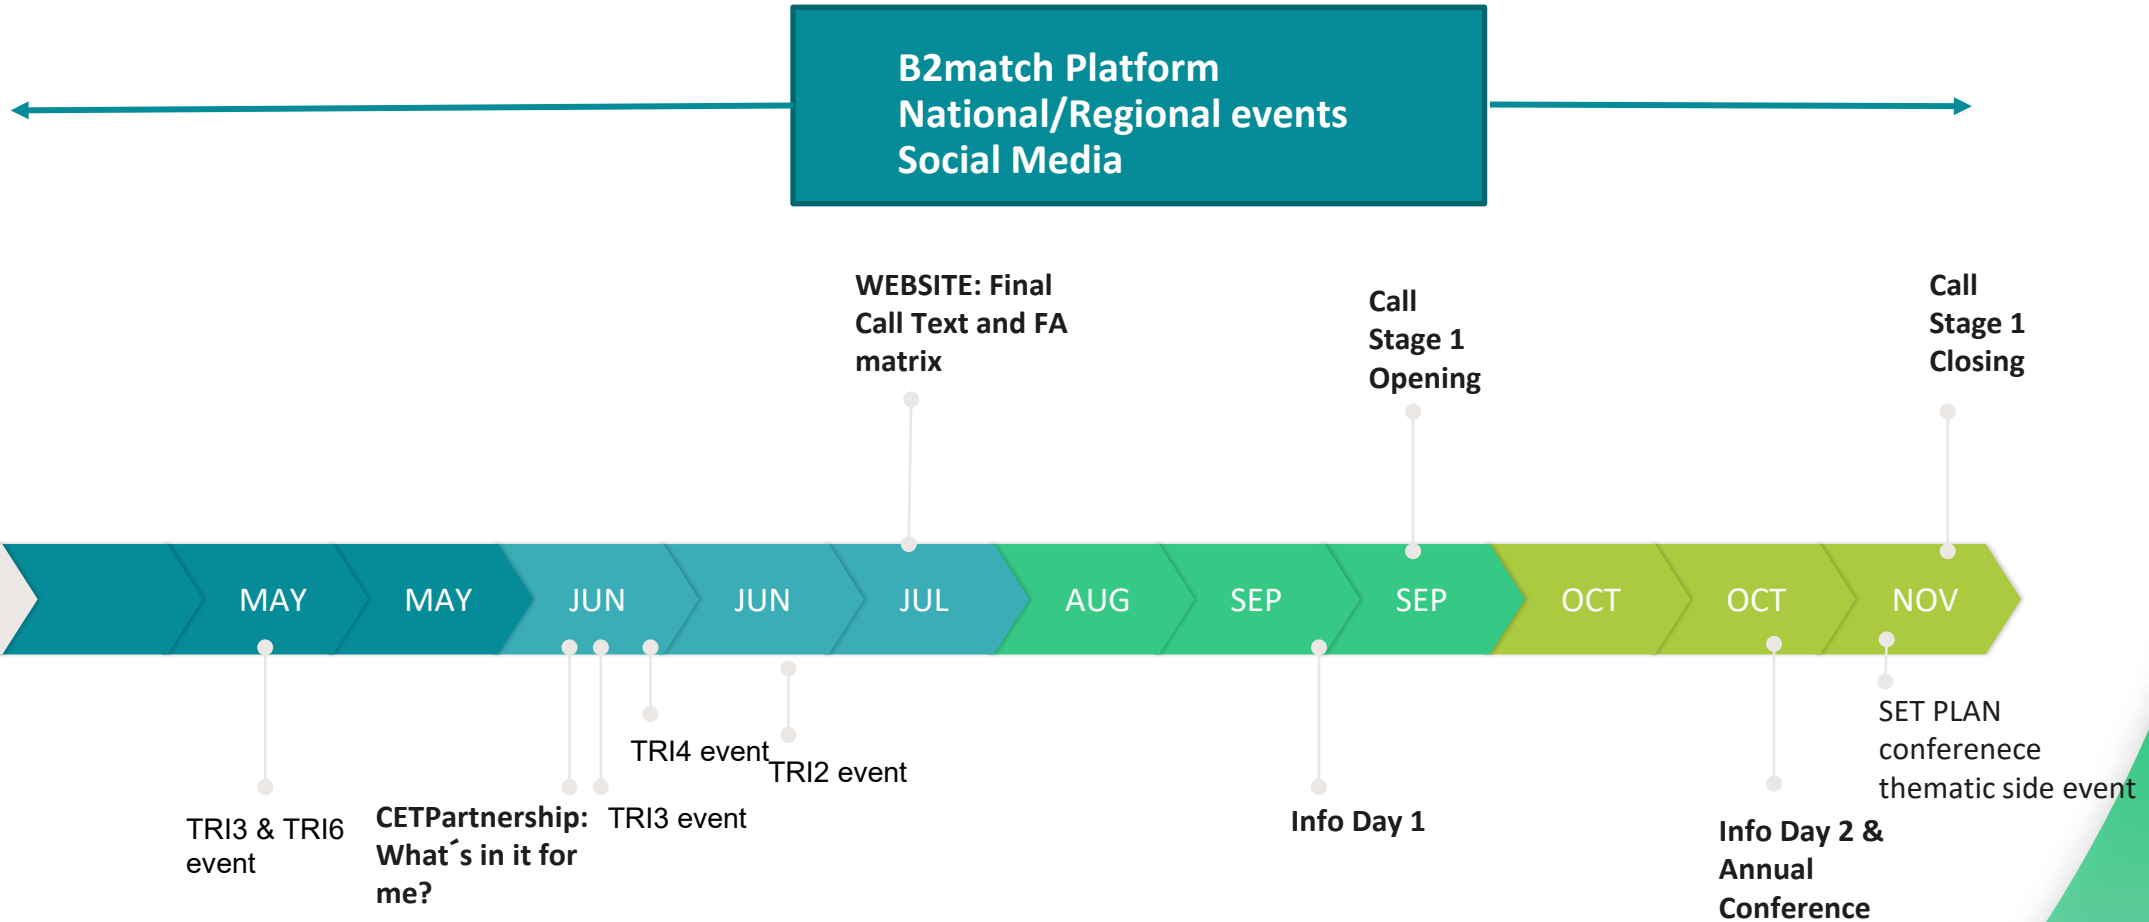 B2match Platform
National/Regional events
Social Media
WEBSITE: Final
Call Text and FA
matrix
Call
Stage 1
Opening
Call
Stage 1
Closing
MAY
MAY
JUN
JUN
JUL
AUG
SEP
SEP
OCT
OCT
NOV
TRI3 & TRI6
event
CETPartnership:
What´s in it for
me?
TRI3 event
TRI4 event
TRI2 event
Info Day 1
Info Day 2 &
Annual
Conference
SET PLAN
conferenece
thematic side event